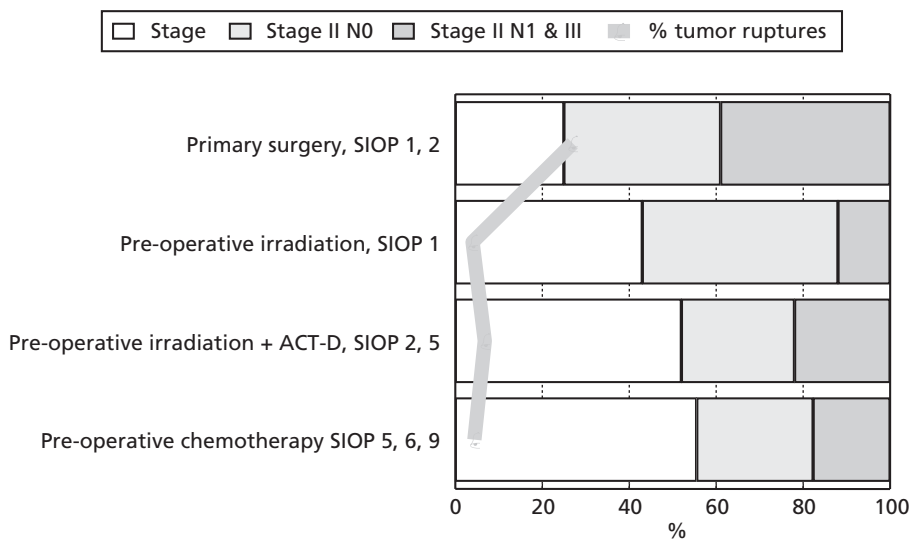 Stage Stage II N0 Stage II N1 & III % tumor ruptures
Primary surgery, SIOP 1, 2
Pre-operative irradiation, SIOP 1
Pre-operative irradiation + ACT-D, SIOP 2, 5
Pre-operative chemotherapy SIOP 5, 6, 9
0 20 40 60 80 100
%